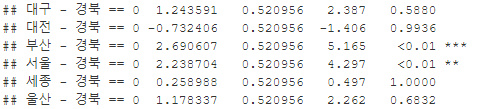 ## 대구 - 경북 == 0  1.243591   0.520956   2.387   0.5880
## 대전 - 경북 == 0 -0.732406   0.520956  -1.406   0.9936
## 부산 - 경북 == 0  2.690607   0.520956   5.165    <0.01 ***
## 서울 - 경북 == 0  2.238704   0.520956   4.297    <0.01 **
## 세종 - 경북 == 0  0.258988   0.520956   0.497   1.0000
## 울산 - 경북 == 0  1.178337   0.520956   2.262   0.6832